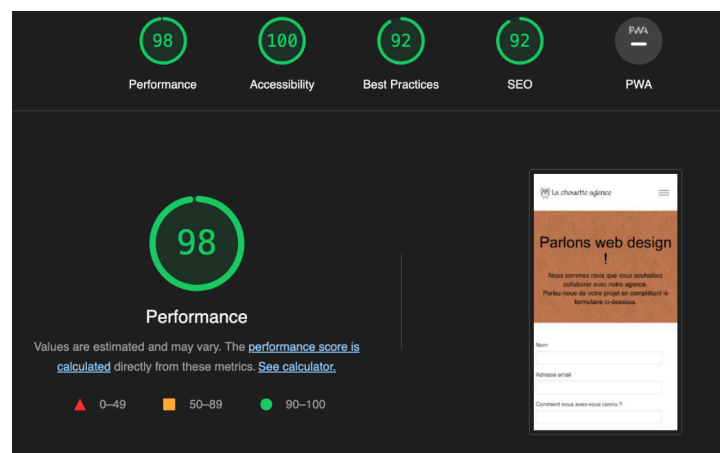 98
100
92
92
PWA
Performance
Accessibility
Best Practices
SEO
PWA
98
Performance
Values are estimated and may vary. The performance score is
calculated directly from these metrics. See calculator.
0–49
50–89
90–100
La chouette agence
Parlons web design
!
Nous sommes ravis que vous souhaitiez
collaborer avec notre agence.
Parlez-nous de votre projet en complétant le
formulaire ci-dessous.
Nom
Adresse email
Comment nous avez-vous connu ?